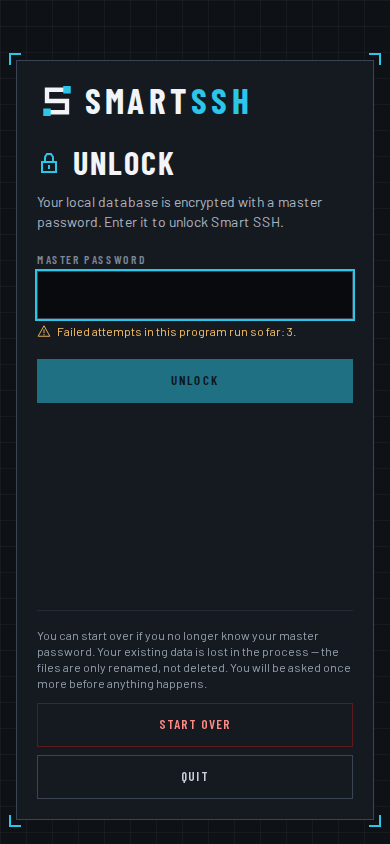 SMARTSSH
UNLOCK
Your local database is encrypted with a master
password. Enter it to unlock Smart SSH.
MASTER PASSWORD
Failed attempts in this program run so far: 3.
UNLOCK
You can start over if you no longer know your master
password. Your existing data is lost in the process — the
files are only renamed, not deleted. You will be asked once
more before anything happens.
START OVER
QUIT